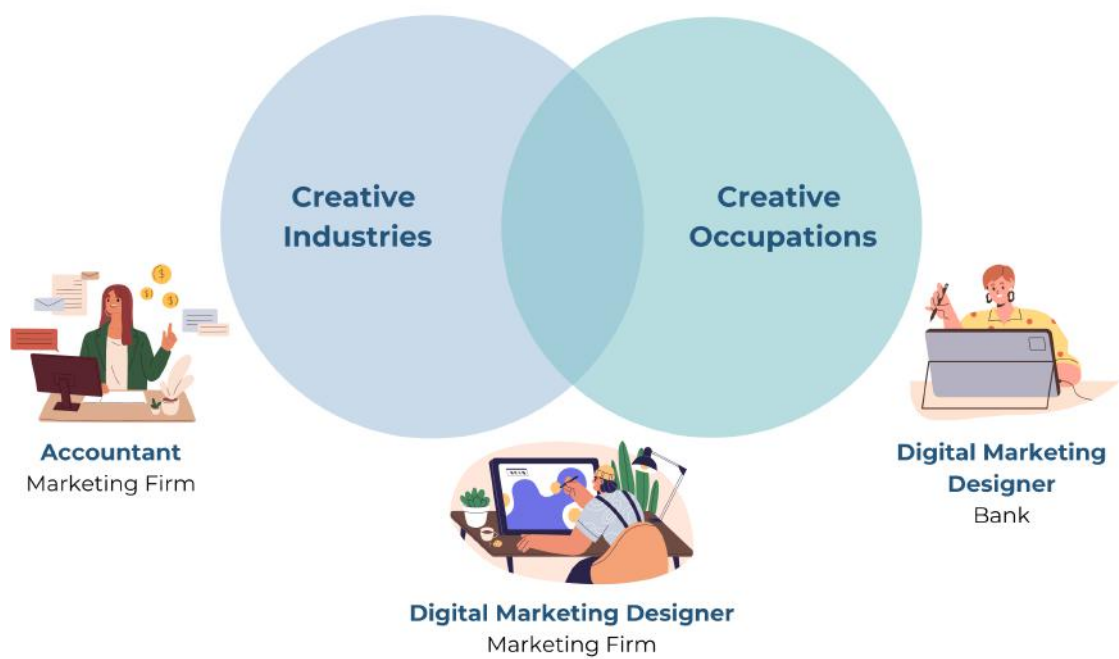 Creative
Industries
Creative
Occupations
Accountant
Marketing Firm
Digital Marketing Designer
Marketing Firm
Digital Marketing
Designer
Bank